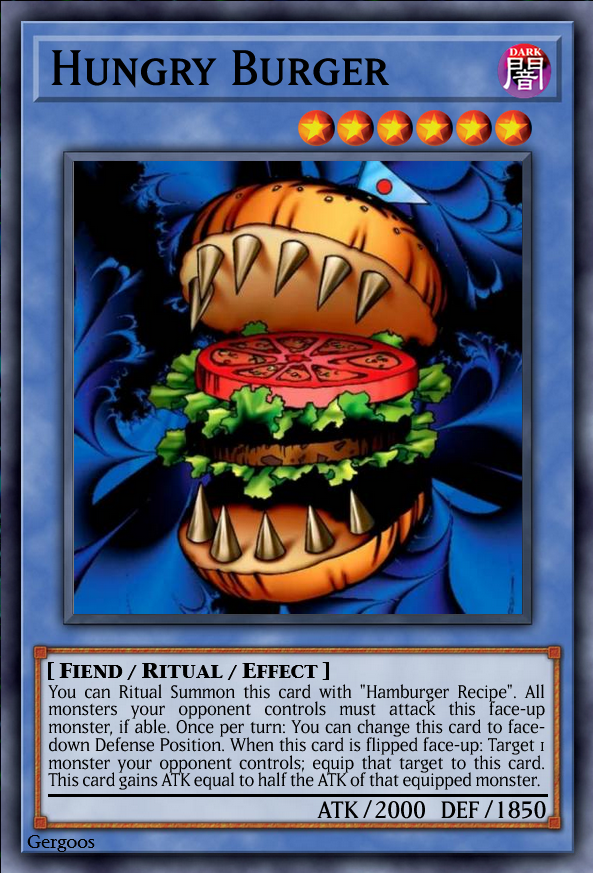 Hungry Burger
DARK
闇
[ Fiend / Ritual / Effect ]
You can Ritual Summon this card with "Hamburger Recipe". All
monsters your opponent controls must attack this face-up
monster, if able. Once per turn: You can change this card to face-
down Defense Position. When this card is flipped face-up: Target 1
monster your opponent controls; equip that target to this card.
This card gains ATK equal to half the ATK of that equipped monster.
ATK / 2000 DEF / 1850
Gergoos